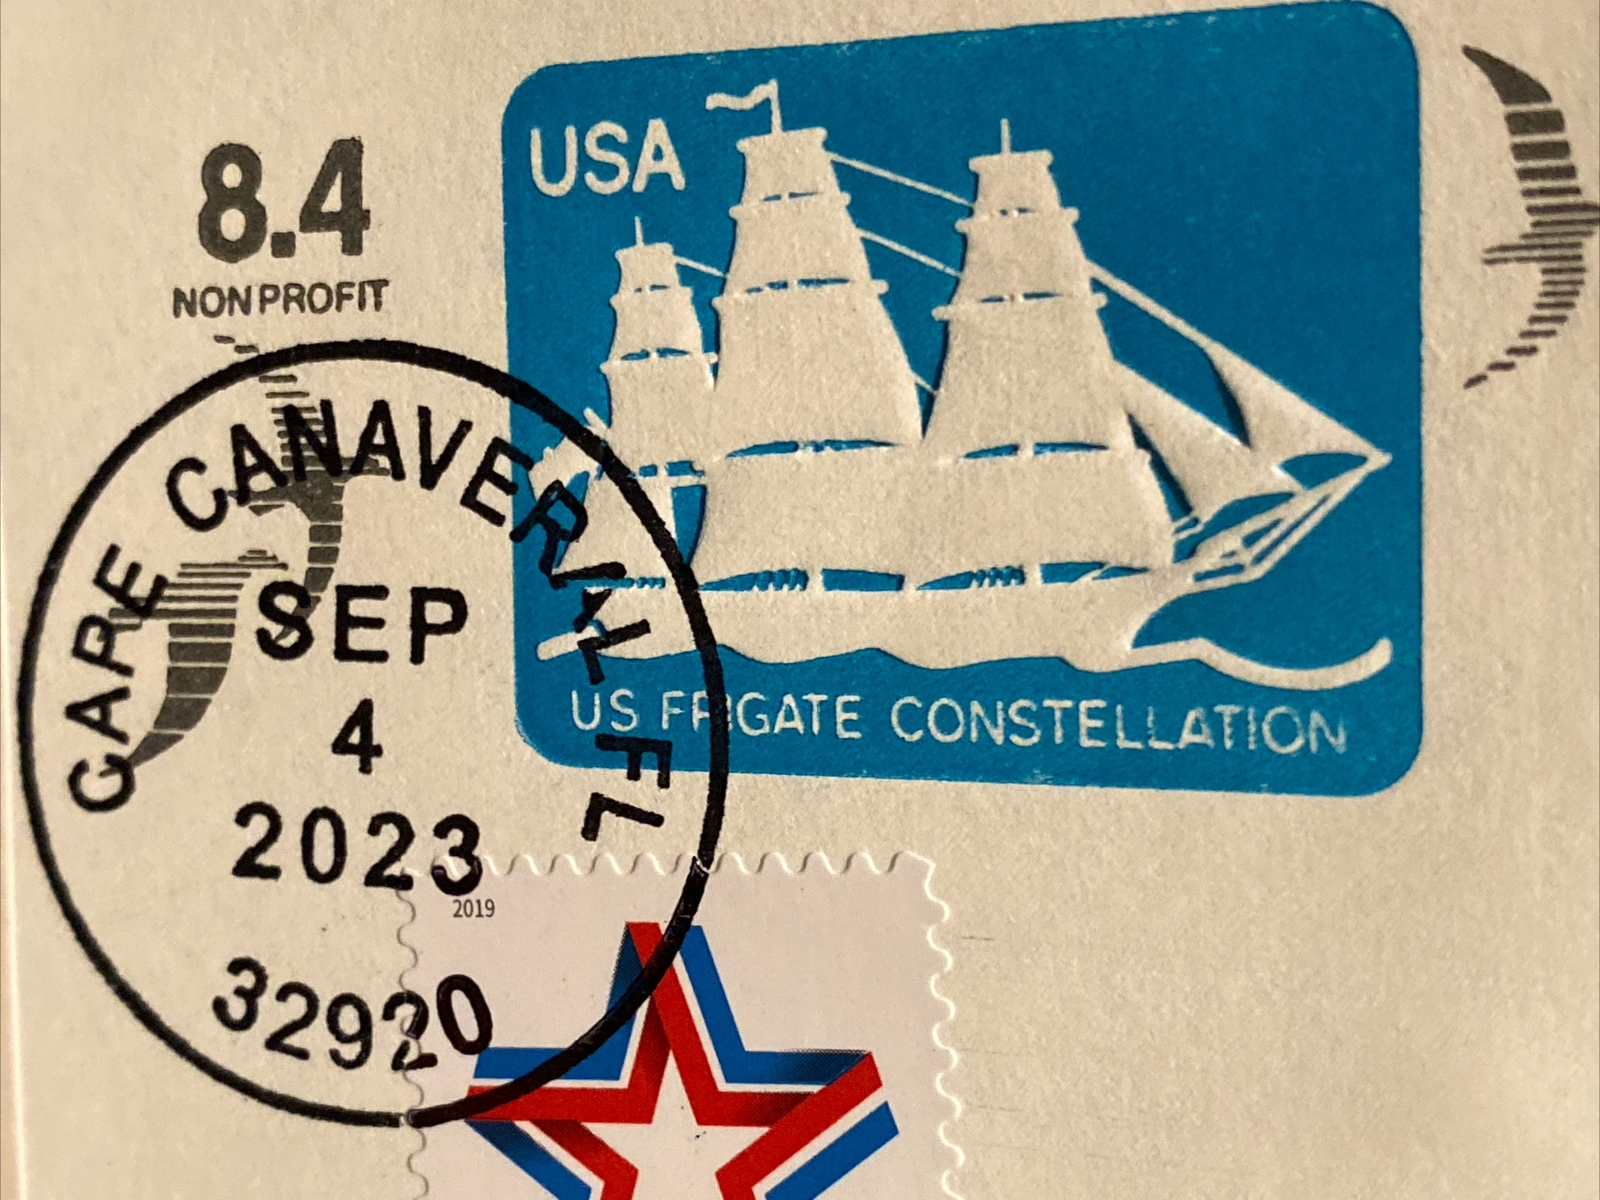 USA
8.4
NONPROFIT
US FRIGATE CONSTELLATION
CAPE CANAVERAL FL
SEP
4
2023
32920
2019